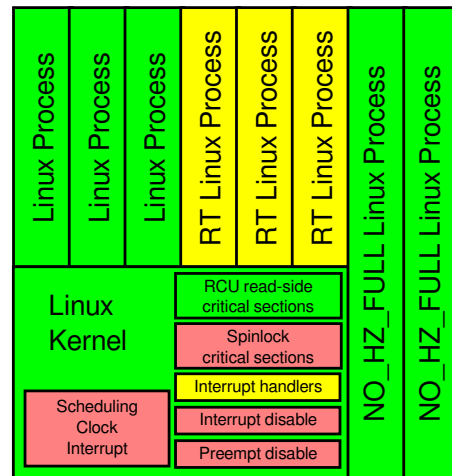 Linux Process
Linux Process
Linux Process
RT Linux Process
RT Linux Process
RT Linux Process
NO_HZ_FULL Linux Process
NO_HZ_FULL Linux Process
Linux
Kernel
RCU read-side
critical sections
Spinlock
critical sections
Interrupt handlers
Scheduling
Clock
Interrupt
Interrupt disable
Preempt disable